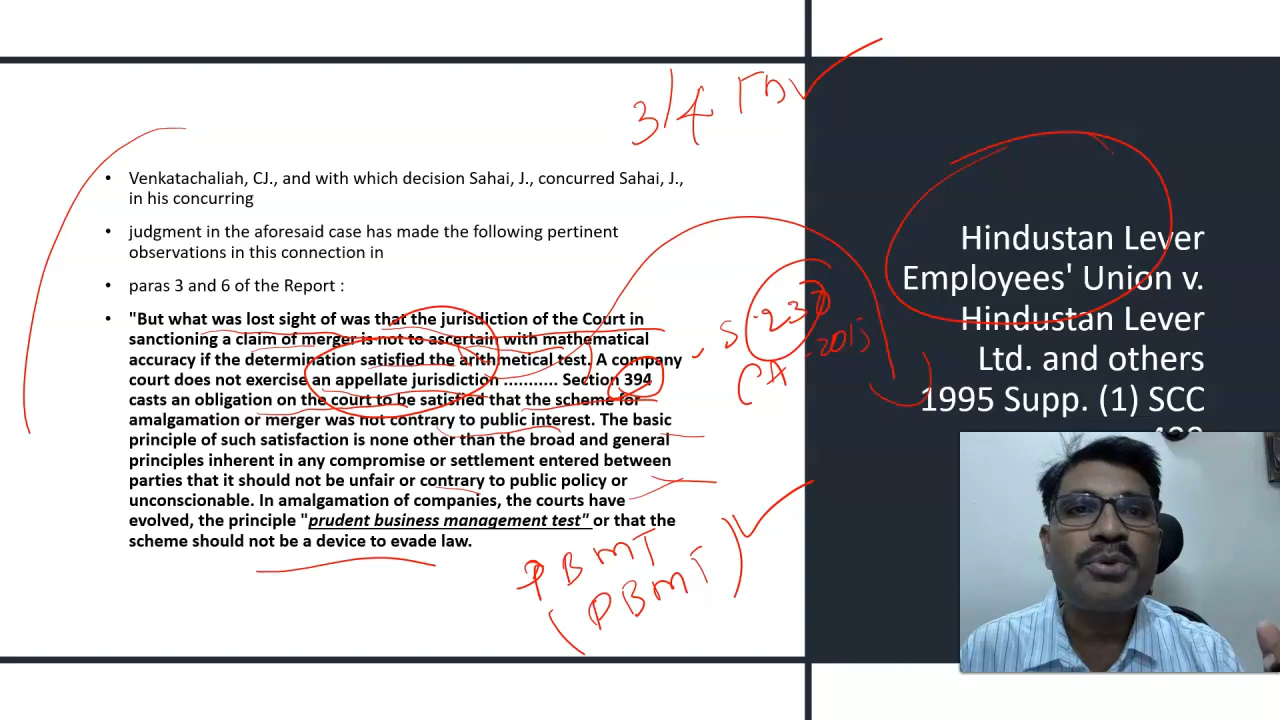 3/4
• Venkatachaliah, CJ., and with which decision Sahai, J., concurred Sahai, J.,
in his concurring
• judgment in the aforesaid case has made the following pertinent
observations in this connection in
• paras 3 and 6 of the Report :
• "But what was lost sight of was that the jurisdiction of the Court in
sanctioning a claim of merger is not to ascertain with mathematical
accuracy if the determination satisfied the arithmetical test. A company
court does not exercise an appellate jurisdiction ........... Section 394
casts an obligation on the court to be satisfied that the scheme for
amalgamation or merger was not contrary to public interest. The basic
principle of such satisfaction is none other than the broad and general
principles inherent in any compromise or settlement entered between
parties that it should not be unfair or contrary to public policy or
unconscionable. In amalgamation of companies, the courts have
evolved, the principle "prudent business management test" or that the
scheme should not be a device to evade law.
CA 2013
PBMT
(PBMT)
Hindustan Lever
Employees' Union v.
Hindustan Lever
Ltd. and others
1995 Supp. (1) SCC